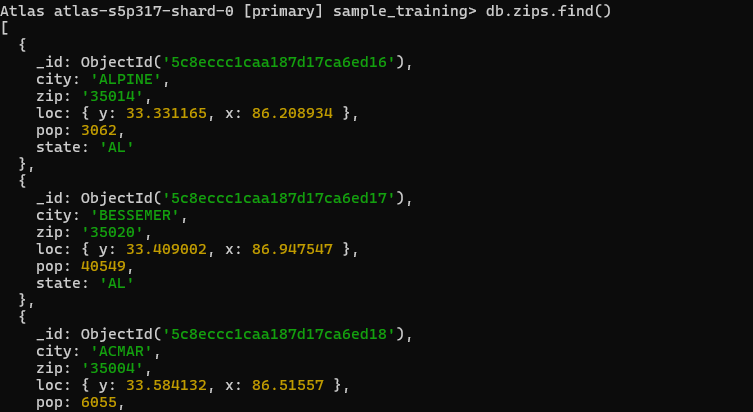 Atlas atlas-s5p317-shard-0 [primary] sample_training> db.zips.find()
[
  {
    _id: ObjectId('5c8eccc1caa187d17ca6ed16'),
    city: 'ALPINE',
    zip: '35014',
    loc: { y: 33.331165, x: 86.208934 },
    pop: 3062,
    state: 'AL'
  },
  {
    _id: ObjectId('5c8eccc1caa187d17ca6ed17'),
    city: 'BESSEMER',
    zip: '35020',
    loc: { y: 33.409002, x: 86.947547 },
    pop: 40549,
    state: 'AL'
  },
  {
    _id: ObjectId('5c8eccc1caa187d17ca6ed18'),
    city: 'ACMAR',
    zip: '35004',
    loc: { y: 33.584132, x: 86.51557 },
    pop: 6055,